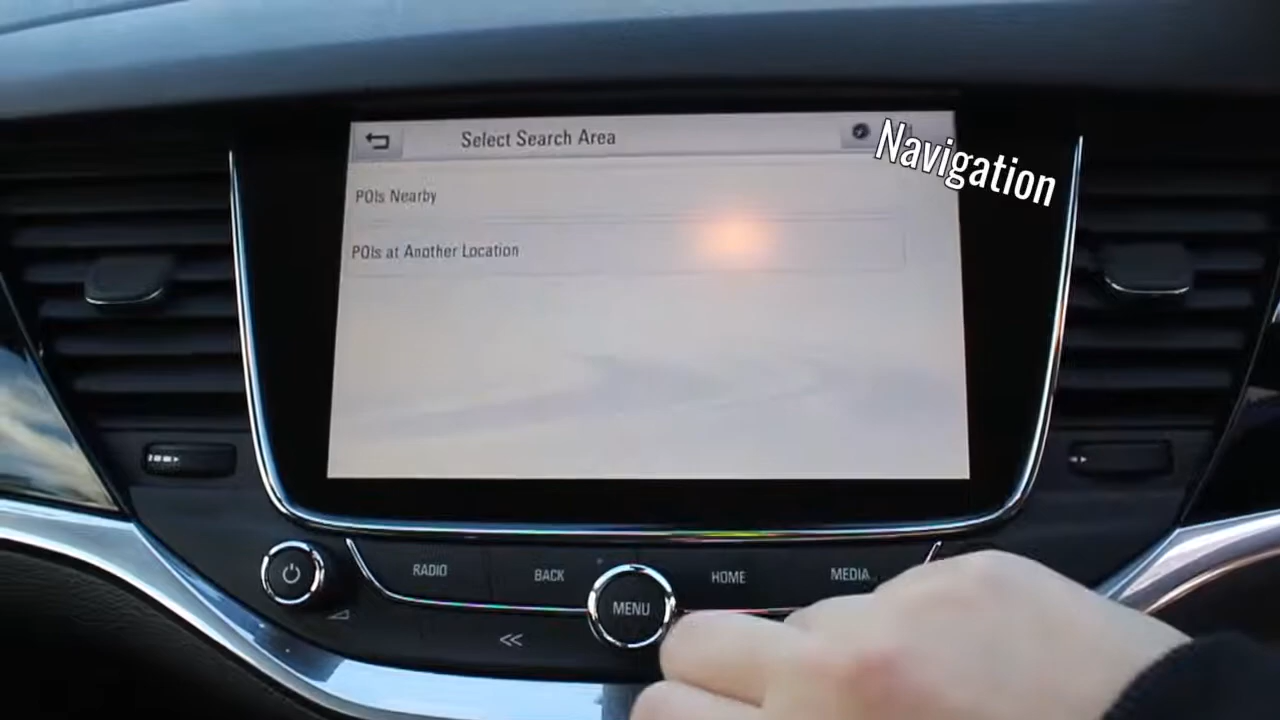 Select Search Area
Navigation
POIs Nearby
POIs at Another Location
RADIO
BACK
MENU
HOME
MEDIA